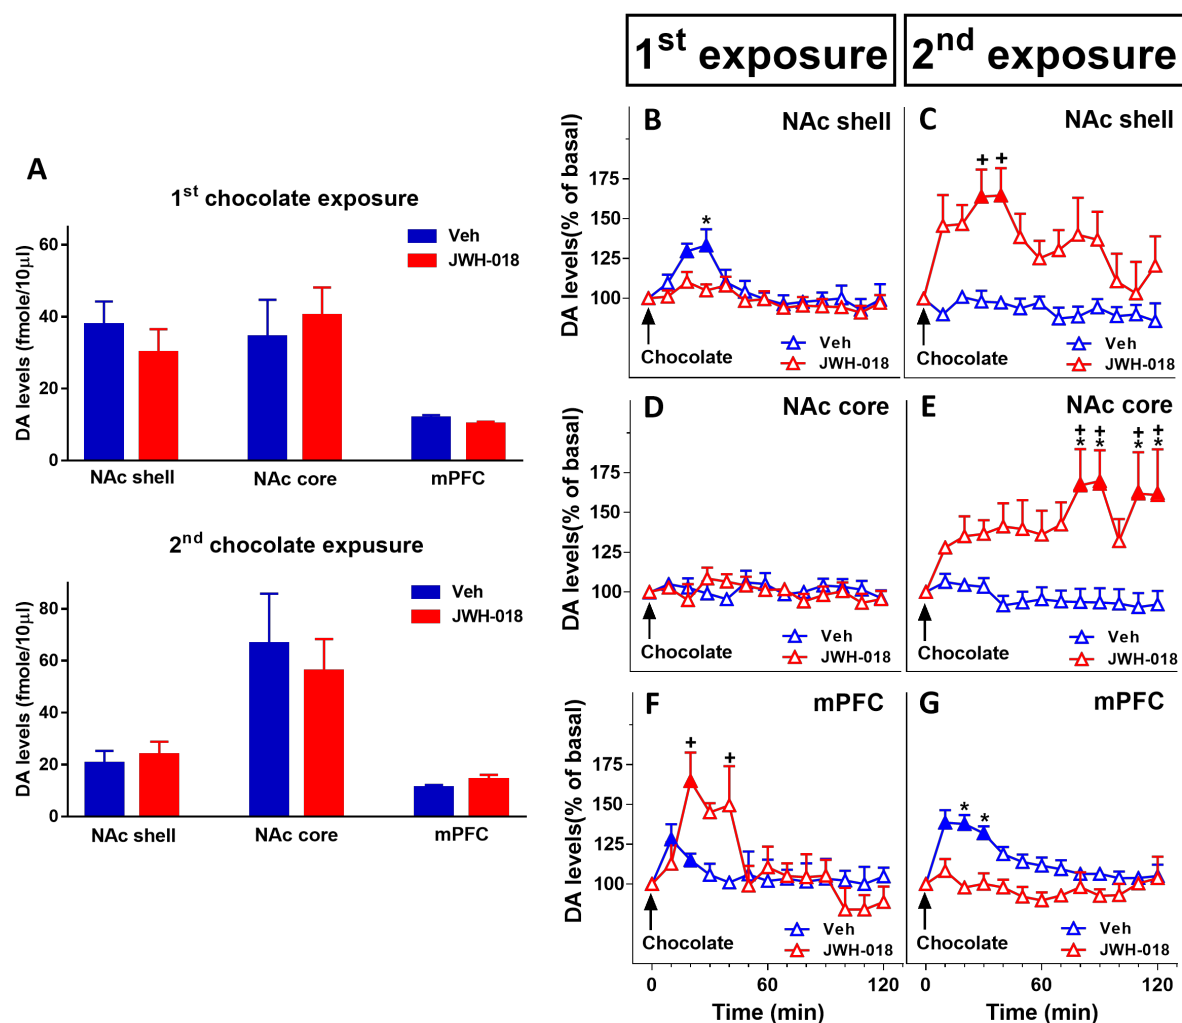 1st exposure
2nd exposure
A
1st chocolate exposure
DA levels (fmole/10µl)
60
40
20
0
Veh
JWH-018
NAc shell
NAc core
mPFC
2nd chocolate expusure
DA levels (fmole/10µl)
80
60
40
20
0
Veh
JWH-018
NAc shell
NAc core
mPFC
B
NAc shell
DA levels(% of basal)
175
150
125
100
*
Chocolate
Veh
JWH-018
C
NAc shell
+ +
Chocolate
Veh
JWH-018
D
NAc core
DA levels(% of basal)
175
150
125
100
Chocolate
Veh
JWH-018
E
NAc core
+ + + +
* * * *
Chocolate
Veh
JWH-018
F
mPFC
DA levels(% of basal)
175
150
125
100
+ +
Chocolate
Veh
JWH-018
0 60 120
Time (min)
G
mPFC
* *
Chocolate
Veh
JWH-018
0 60 120
Time (min)